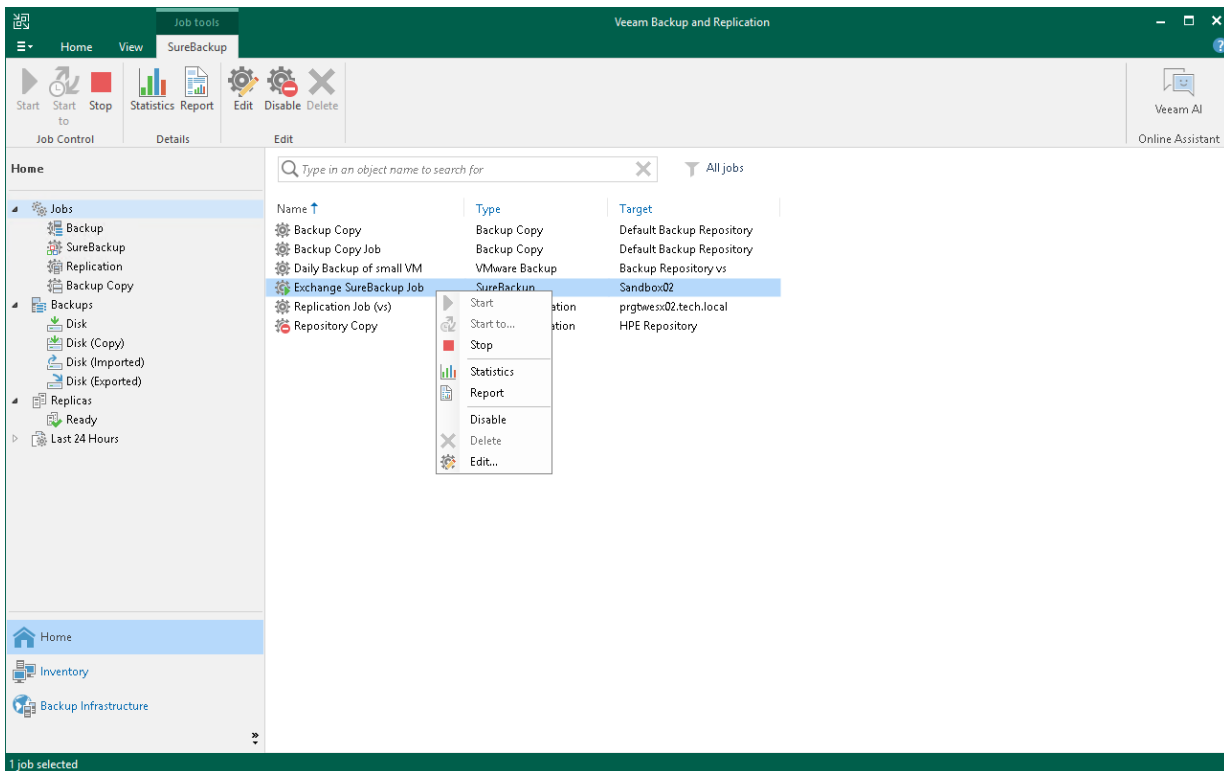 Job tools
Veeam Backup and Replication
Home View SureBackup
?
Start Start to Stop Statistics Report Edit Disable Delete
Veeam AI
Job Control Details Edit Online Assistant
Home
Type in an object name to search for All jobs
Jobs
Backup
SureBackup
Replication
Backup Copy
Backups
Disk
Disk (Copy)
Disk (Imported)
Disk (Exported)
Replicas
Ready
Last 24 Hours
Name Type Target
Backup Copy Backup Copy Default Backup Repository
Backup Copy Job Backup Copy Default Backup Repository
Daily Backup of small VM VMware Backup Backup Repository vs
Exchange SureBackup Job SureBackup Sandbox02
Replication Job (vs) ation prgtwesx02.tech.local
Repository Copy ation HPE Repository
Start
Start to...
Stop
Statistics
Report
Disable
Delete
Edit...
Home
Inventory
Backup Infrastructure
1 job selected